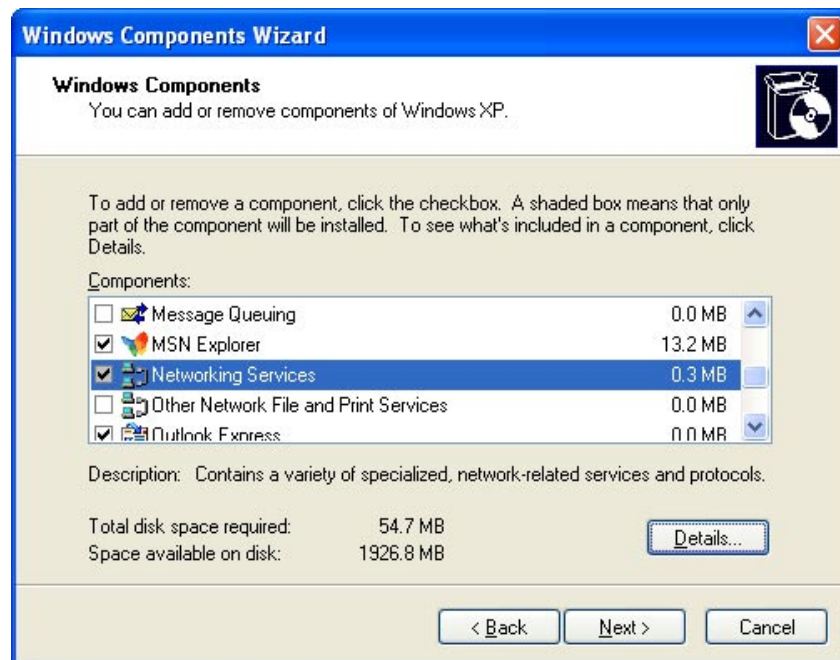 Windows Components Wizard
Windows Components
You can add or remove components of Windows XP.
To add or remove a component, click the checkbox. A shaded box means that only
part of the component will be installed. To see what's included in a component, click
Details.
Components:
Message Queuing 0.0 MB
MSN Explorer 13.2 MB
Networking Services 0.3 MB
Other Network File and Print Services 0.0 MB
Outlook Express 0.0 MB
Description: Contains a variety of specialized, network-related services and protocols.
Total disk space required: 54.7 MB
Space available on disk: 1926.8 MB
Details...
< Back Next > Cancel